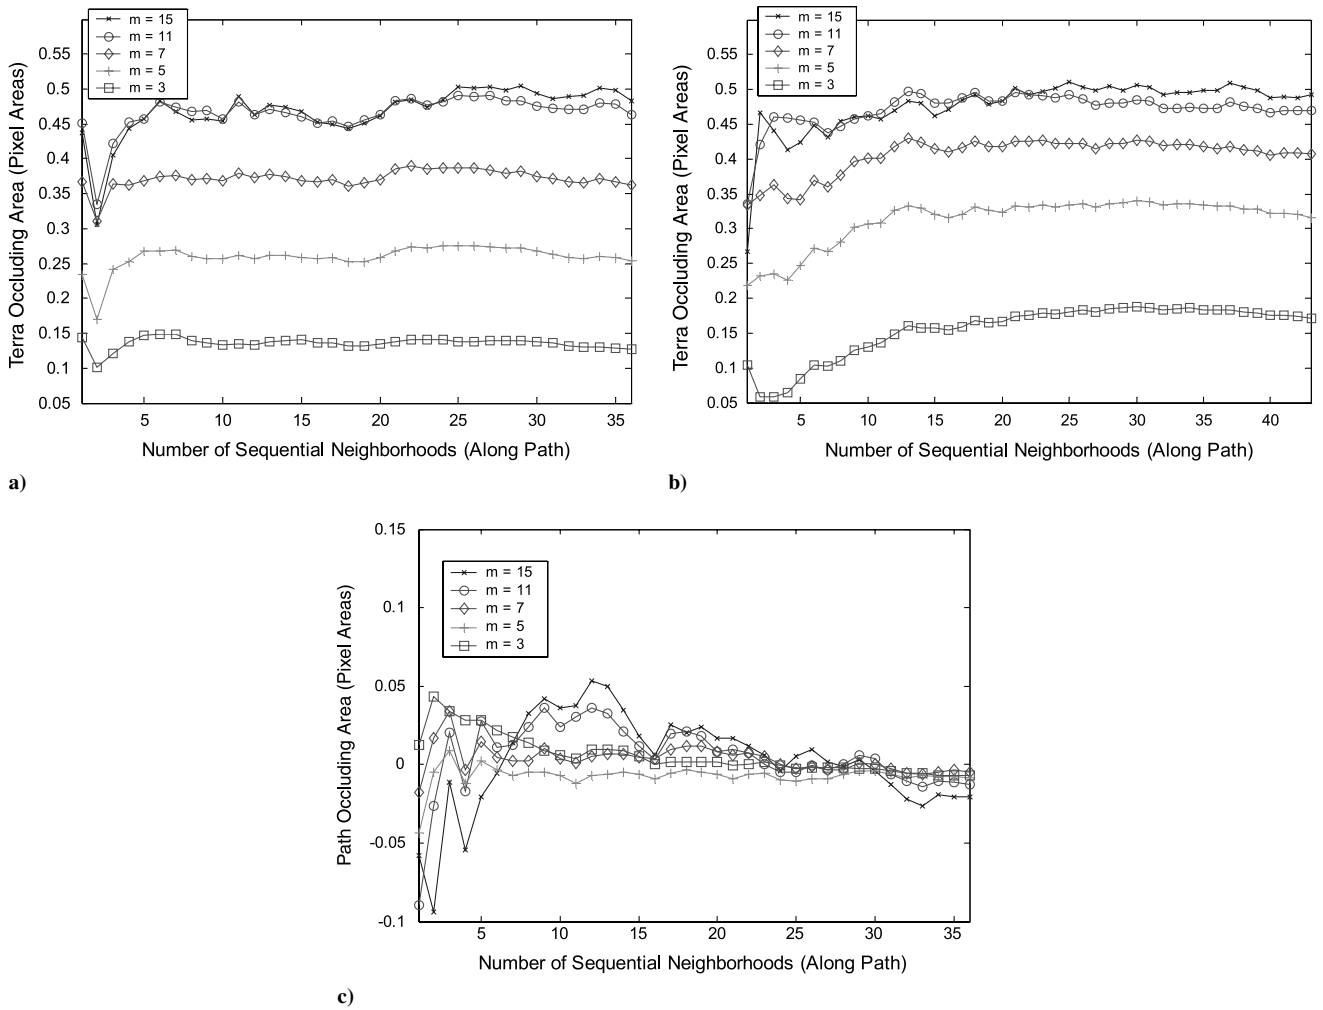 m = 15
m = 11
m = 7
m = 5
m = 3
0.55
0.5
0.45
0.4
0.35
0.3
0.25
0.2
0.15
0.1
0.05
Terra Occluding Area (Pixel Areas)
5 10 15 20 25 30 35
Number of Sequential Neighborhoods (Along Path)
a)
m = 15
m = 11
m = 7
m = 5
m = 3
0.55
0.5
0.45
0.4
0.35
0.3
0.25
0.2
0.15
0.1
0.05
Terra Occluding Area (Pixel Areas)
5 10 15 20 25 30 35 40
Number of Sequential Neighborhoods (Along Path)
b)
0.15
0.1
0.05
0
-0.05
-0.1
Path Occluding Area (Pixel Areas)
m = 15
m = 11
m = 7
m = 5
m = 3
5 10 15 20 25 30 35
Number of Sequential Neighborhoods (Along Path)
c)